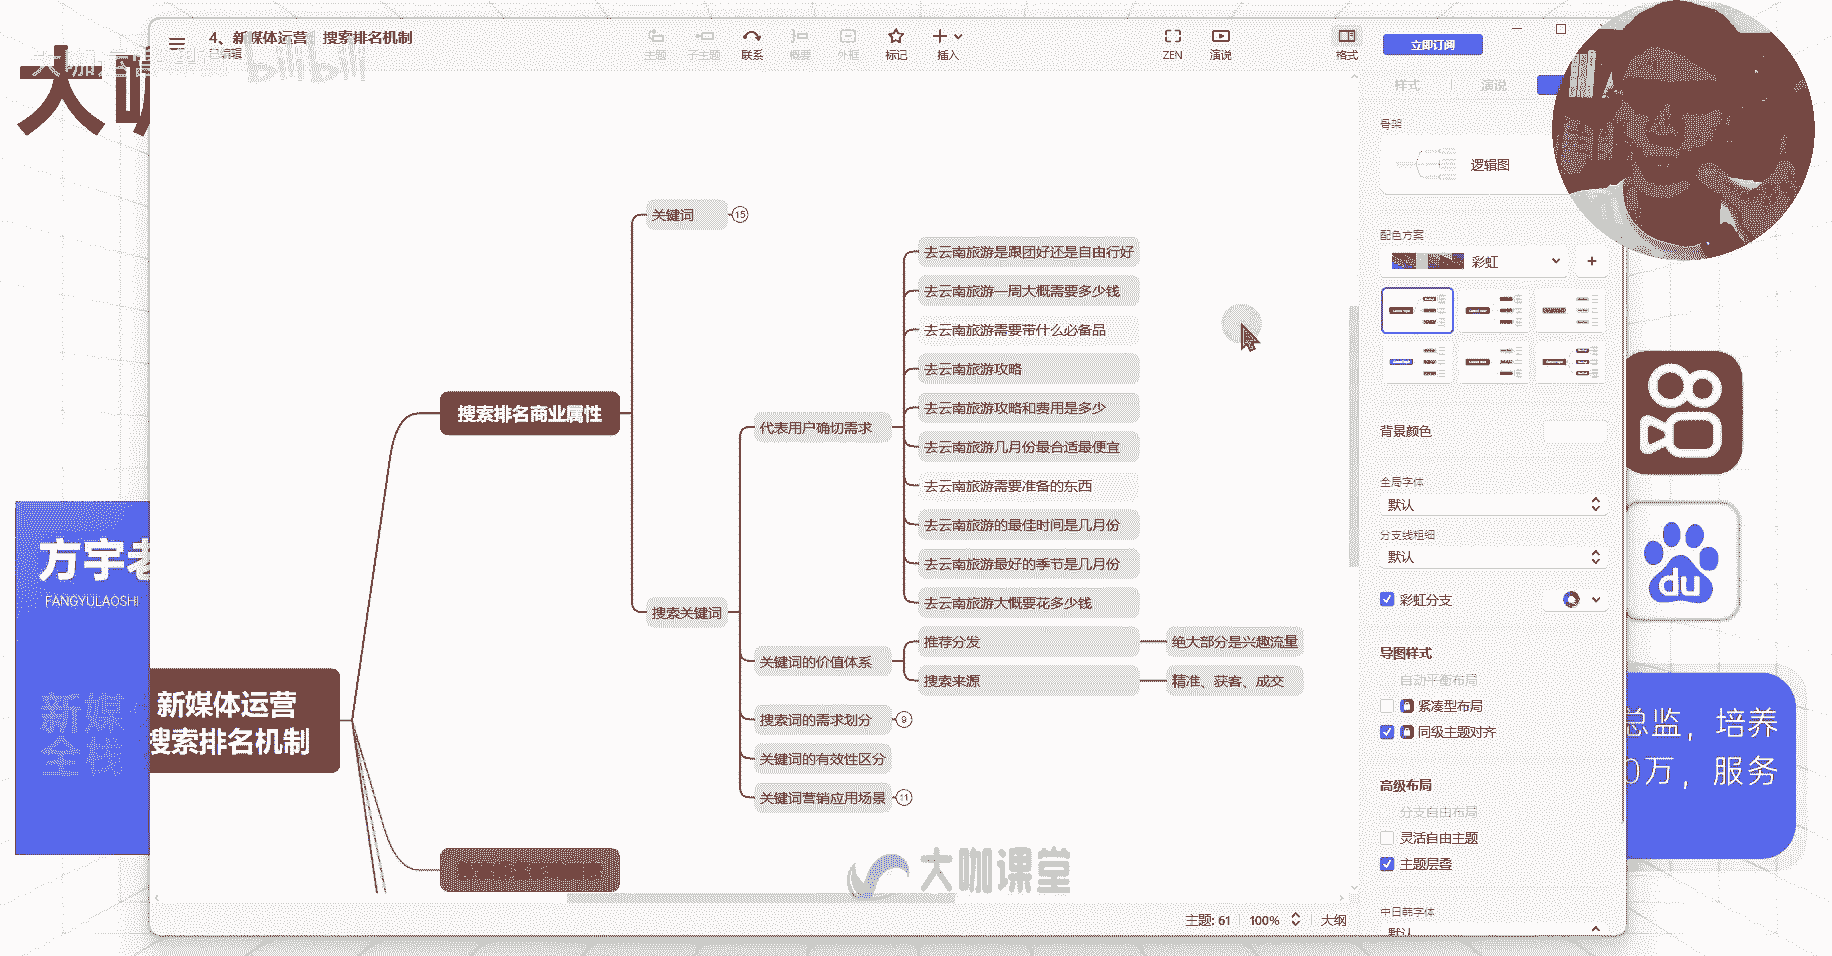 4、新媒体运营 搜索排名机制
已编辑
主题
子主题
联系
概要
外框
标记
插入
ZEN
演说
格式
立即订阅
bilibili
样式
演说
骨架
逻辑图
配色方案
彩虹
背景颜色
全局字体
默认
分支线粗细
默认
彩虹分支
导图样式
自动平衡布局
紧凑型布局
同级主题对齐
高级布局
分支自由布局
灵活自由主题
主题层叠
中日韩字体
默认
关键词
15
去云南旅游是跟团好还是自由行好
去云南旅游一周大概需要多少钱
去云南旅游需要带什么必备品
去云南旅游攻略
去云南旅游攻略和费用是多少
去云南旅游几月份最合适最便宜
去云南旅游需要准备的东西
去云南旅游的最佳时间是几月份
去云南旅游最好的季节是几月份
去云南旅游大概要花多少钱
搜索排名商业属性
代表用户确切需求
搜索关键词
关键词的价值体系
推荐分发
绝大部分是兴趣流量
搜索来源
精准、获客、成交
搜索词的需求划分
9
关键词的有效性区分
关键词营销应用场景
11
新媒体运营
搜索排名机制
大咖课堂
主题: 61
100%
大纲
大咖
方宇老
FANGYULAOSHI
新媒
全栈
du
总监，培养
0万，服务